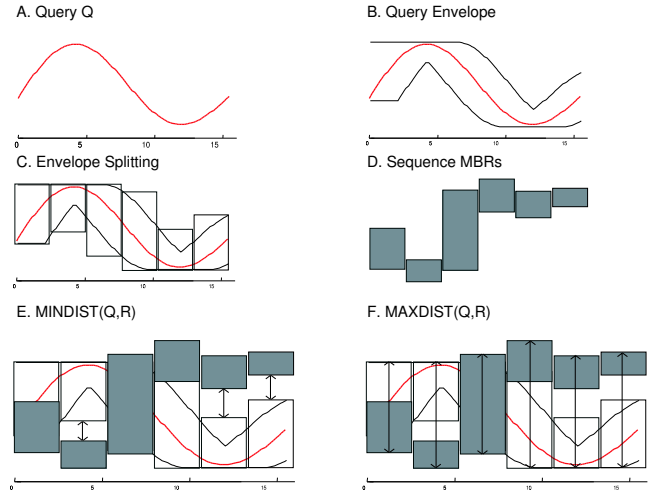 A. Query Q
B. Query Envelope
0 5 10 15
0 5 10 15
C. Envelope Splitting
D. Sequence MBRs
0 5 10 15
E. MINDIST(Q,R)
F. MAXDIST(Q,R)
0 5 10 15
0 5 10 15